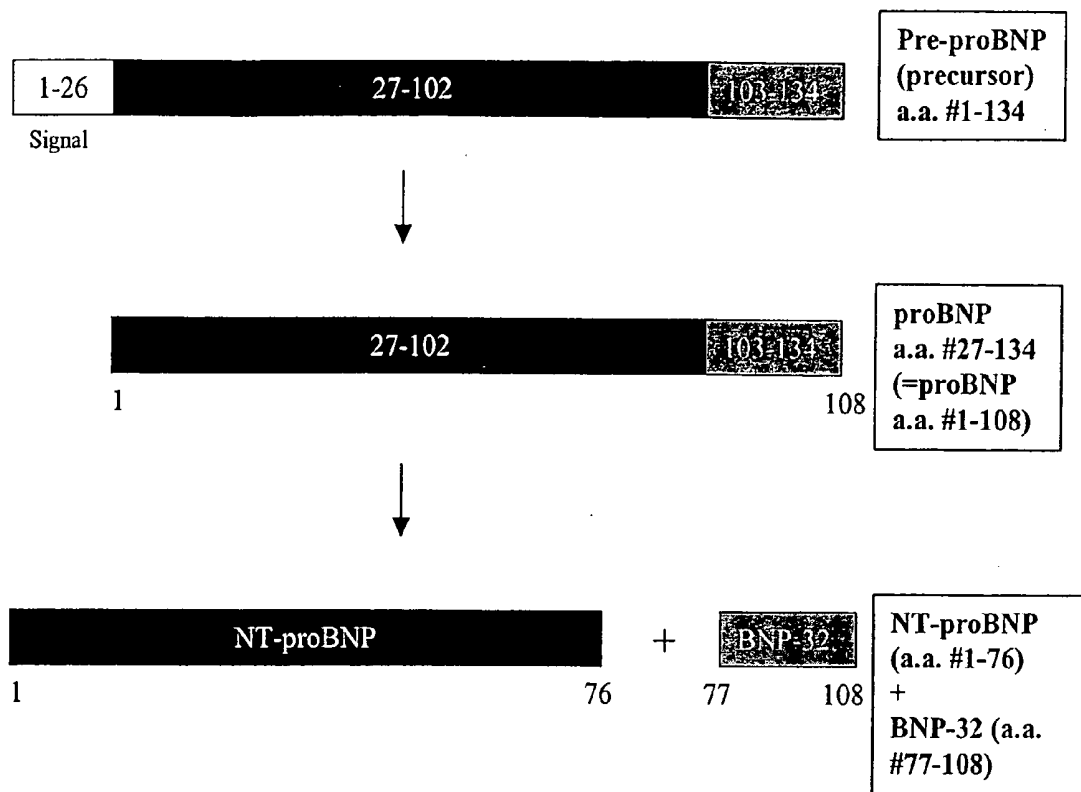 Pre-proBNP
(precursor)
a.a. #1-134
1-26
27-102
103-134
Signal
proBNP
a.a. #27-134
(=proBNP
a.a. #1-108)
27-102
103-134
1
108
NT-proBNP
+
BNP-32
1
76
77
108
NT-proBNP
(a.a. #1-76)
+
BNP-32 (a.a.
#77-108)